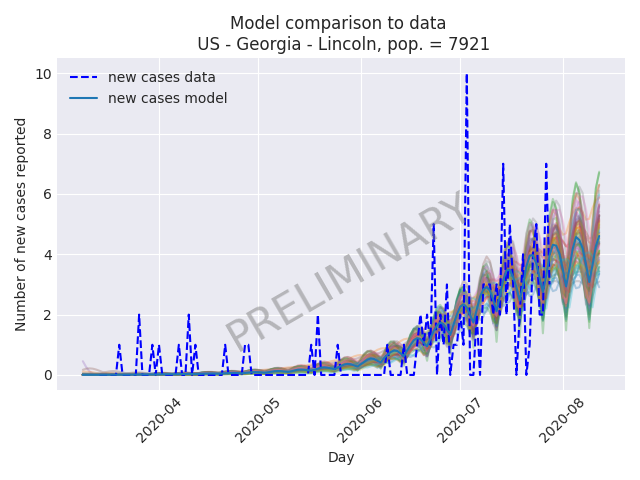 Model comparison to data
US - Georgia - Lincoln, pop. = 7921
new cases data
new cases model
PRELIMINARY
Number of new cases reported
10
8
6
4
2
0
2020-04
2020-05
2020-06
2020-07
2020-08
Day